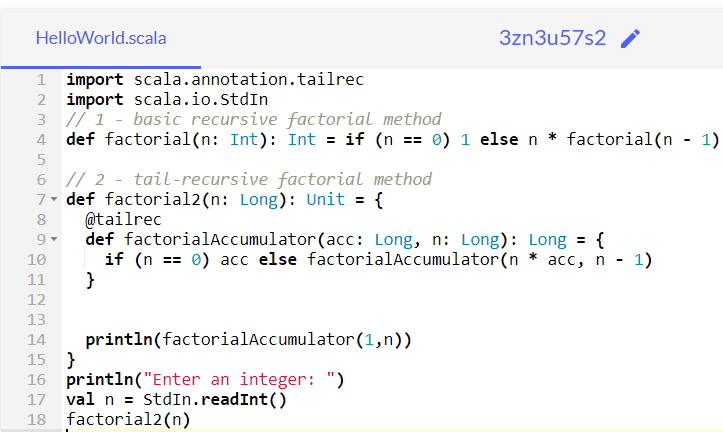 HelloWorld.scala
3zn3u57s2
1 import scala.annotation.tailrec
2 import scala.io.StdIn
3 // 1 - basic recursive factorial method
4 def factorial(n: Int): Int = if (n == 0) 1 else n * factorial(n - 1)
5
6 // 2 - tail-recursive factorial method
7 def factorial2(n: Long): Unit = {
8   @tailrec
9   def factorialAccumulator(acc: Long, n: Long): Long = {
10     if (n == 0) acc else factorialAccumulator(n * acc, n - 1)
11   }
12
13
14   println(factorialAccumulator(1,n))
15 }
16 println("Enter an integer: ")
17 val n = StdIn.readInt()
18 factorial2(n)